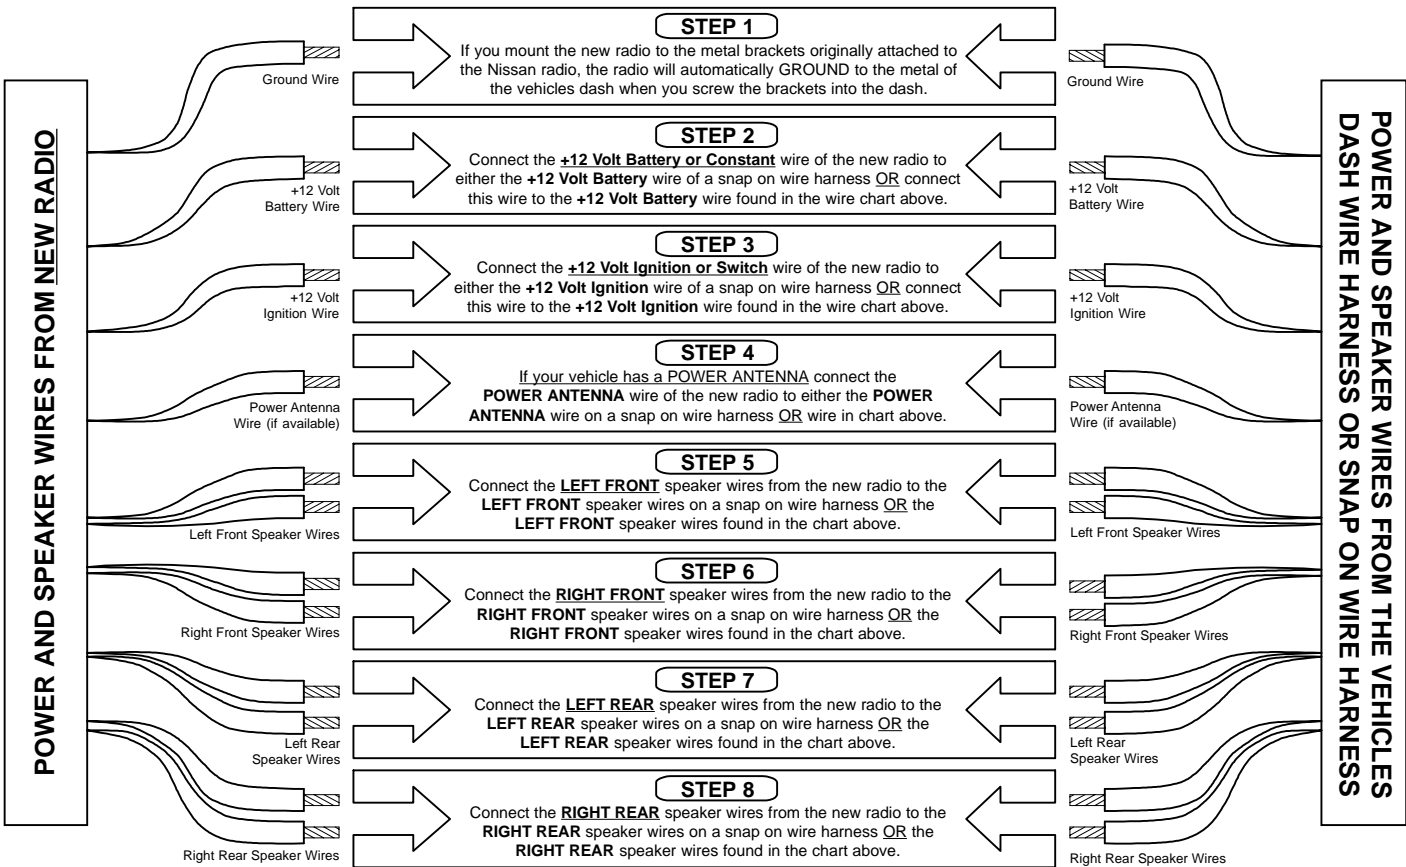 POWER AND SPEAKER WIRES FROM NEW RADIO
Ground Wire
+12 Volt
Battery Wire
+12 Volt
Ignition Wire
Power Antenna
Wire (if available)
Left Front Speaker Wires
Right Front Speaker Wires
Left Rear
Speaker Wires
Right Rear Speaker Wires
STEP 1
If you mount the new radio to the metal brackets originally attached to
the Nissan radio, the radio will automatically GROUND to the metal of
the vehicles dash when you screw the brackets into the dash.
STEP 2
Connect the +12 Volt Battery or Constant wire of the new radio to
either the +12 Volt Battery wire of a snap on wire harness OR connect
this wire to the +12 Volt Battery wire found in the wire chart above.
STEP 3
Connect the +12 Volt Ignition or Switch wire of the new radio to
either the +12 Volt Ignition wire of a snap on wire harness OR connect
this wire to the +12 Volt Ignition wire found in the wire chart above.
STEP 4
If your vehicle has a POWER ANTENNA connect the
POWER ANTENNA wire of the new radio to either the POWER
ANTENNA wire on a snap on wire harness OR wire in chart above.
STEP 5
Connect the LEFT FRONT speaker wires from the new radio to the
LEFT FRONT speaker wires on a snap on wire harness OR the
LEFT FRONT speaker wires found in the chart above.
STEP 6
Connect the RIGHT FRONT speaker wires from the new radio to the
RIGHT FRONT speaker wires on a snap on wire harness OR the
RIGHT FRONT speaker wires found in the chart above.
STEP 7
Connect the LEFT REAR speaker wires from the new radio to the
LEFT REAR speaker wires on a snap on wire harness OR the
LEFT REAR speaker wires found in the chart above.
STEP 8
Connect the RIGHT REAR speaker wires from the new radio to the
RIGHT REAR speaker wires on a snap on wire harness OR the
RIGHT REAR speaker wires found in the chart above.
Ground Wire
+12 Volt
Battery Wire
+12 Volt
Ignition Wire
Power Antenna
Wire (if available)
Left Front Speaker Wires
Right Front Speaker Wires
Left Rear
Speaker Wires
Right Rear Speaker Wires
POWER AND SPEAKER WIRES FROM THE VEHICLES
DASH WIRE HARNESS OR SNAP ON WIRE HARNESS